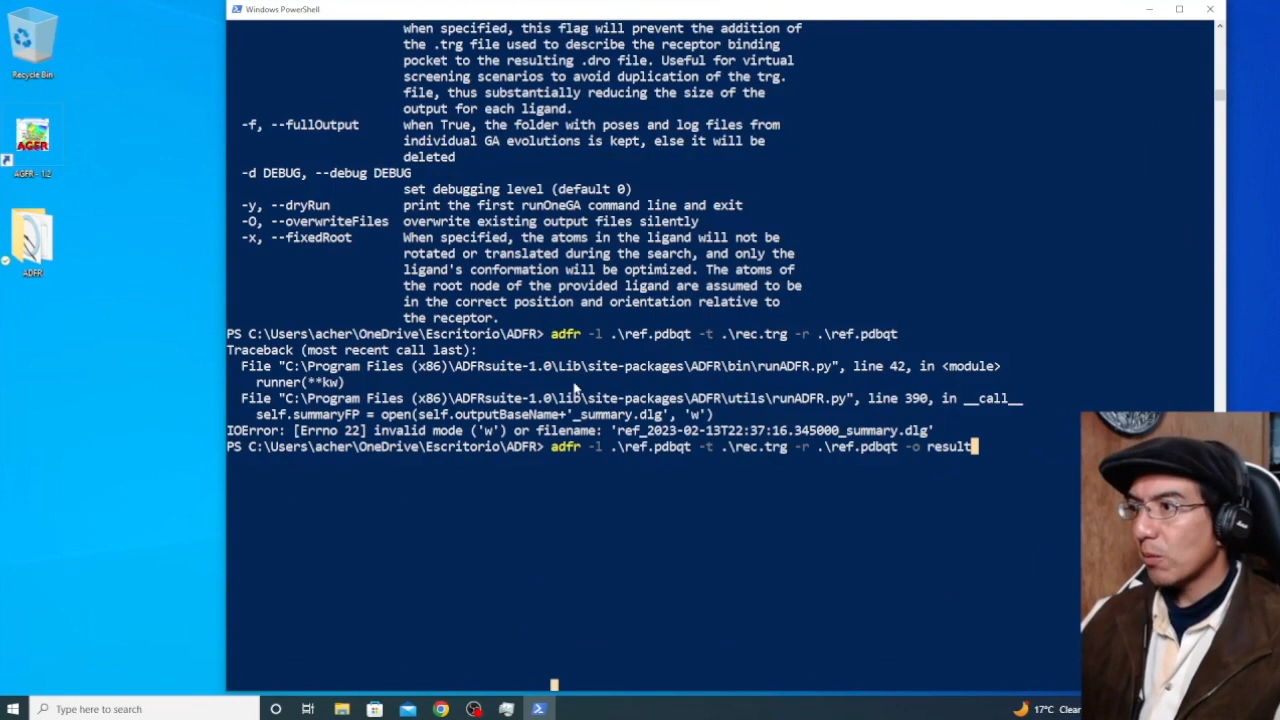 Windows PowerShell
Recycle Bin
AGFR
AGFR - 1.2
ADFR
when specified, this flag will prevent the addition of
the .trg file used to describe the receptor binding
pocket to the resulting .dro file. Useful for virtual
screening scenarios to avoid duplication of the trg.
file, thus substantially reducing the size of the
output for each ligand.
-f, --fullOutput when True, the folder with poses and log files from
individual GA evolutions is kept, else it will be
deleted
-d DEBUG, --debug DEBUG
set debugging level (default 0)
-y, --dryRun print the first runOneGA command line and exit
-O, --overwriteFiles overwrite existing output files silently
-x, --fixedRoot When specified, the atoms in the ligand will not be
rotated or translated during the search, and only the
ligand's conformation will be optimized. The atoms of
the root node of the provided ligand are assumed to be
in the correct position and orientation relative to
the receptor.
PS C:\Users\acher\OneDrive\Escritorio\ADFR> adfr -l .\ref.pdbqt -t .\rec.trg -r .\ref.pdbqt
Traceback (most recent call last):
File "C:\Program Files (x86)\ADFRsuite-1.0\Lib\site-packages\ADFR\bin\runADFR.py", line 42, in <module>
runner(**kw)
File "C:\Program Files (x86)\ADFRsuite-1.0\lib\site-packages\ADFR\utils\runADFR.py", line 390, in __call__
self.summaryFP = open(self.outputBaseName+'_summary.dlg', 'w')
IOError: [Errno 22] invalid mode ('w') or filename: 'ref_2023-02-13T22:37:16.345000_summary.dlg'
PS C:\Users\acher\OneDrive\Escritorio\ADFR> adfr -l .\ref.pdbqt -t .\rec.trg -r .\ref.pdbqt -o result
Type here to search
17°C Clear